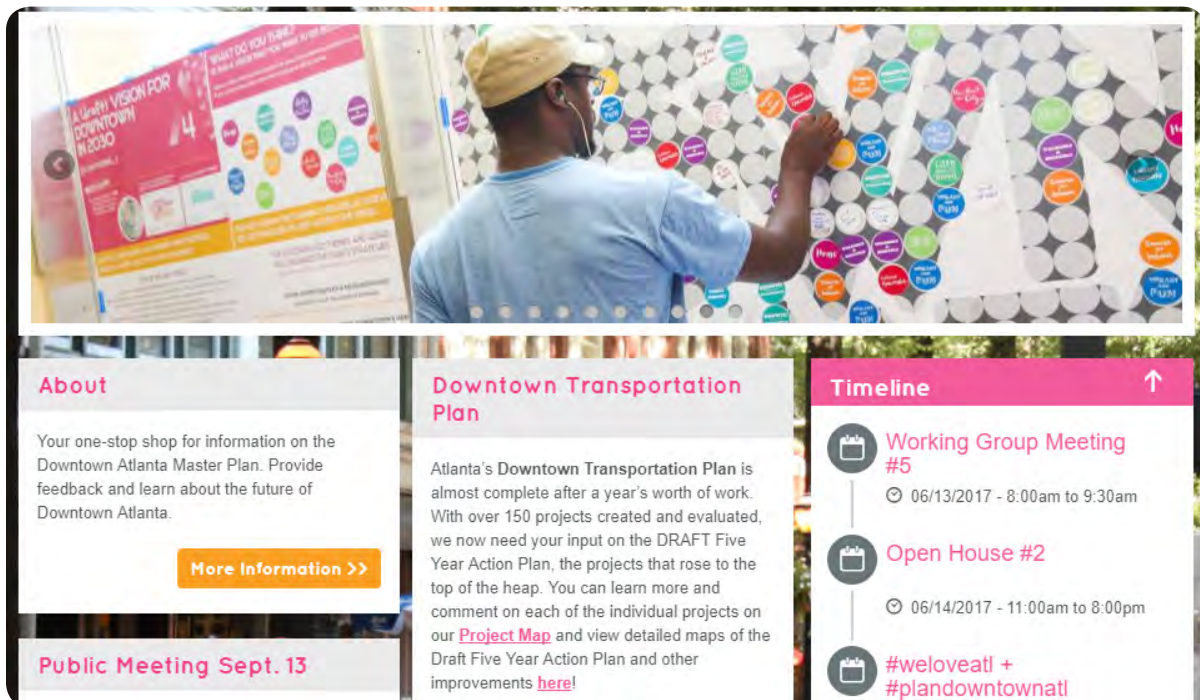 A (draft) VISION FOR
DOWNTOWN
IN 2030
WHAT DO YOU THINK?
About
Your one-stop shop for information on the
Downtown Atlanta Master Plan. Provide
feedback and learn about the future of
Downtown Atlanta.
More Information >>
Public Meeting Sept. 13
Downtown Transportation
Plan
Atlanta's Downtown Transportation Plan is
almost complete after a year's worth of work.
With over 150 projects created and evaluated,
we now need your input on the DRAFT Five
Year Action Plan, the projects that rose to the
top of the heap. You can learn more and
comment on each of the individual projects on
our Project Map and view detailed maps of the
Draft Five Year Action Plan and other
improvements here!
Timeline
Working Group Meeting
#5
06/13/2017 - 8:00am to 9:30am
Open House #2
06/14/2017 - 11:00am to 8:00pm
#weloveatl +
#plandowntownatl